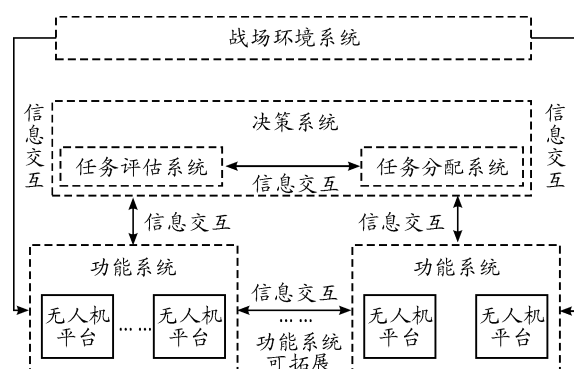 战场环境系统
信息交互
信息交互
决策系统
任务评估系统
信息交互
任务分配系统
信息交互
信息交互
功能系统
无人机
平台
... ...
无人机
平台
信息交互
... ...
功能系统
可拓展
功能系统
无人机
平台
无人机
平台